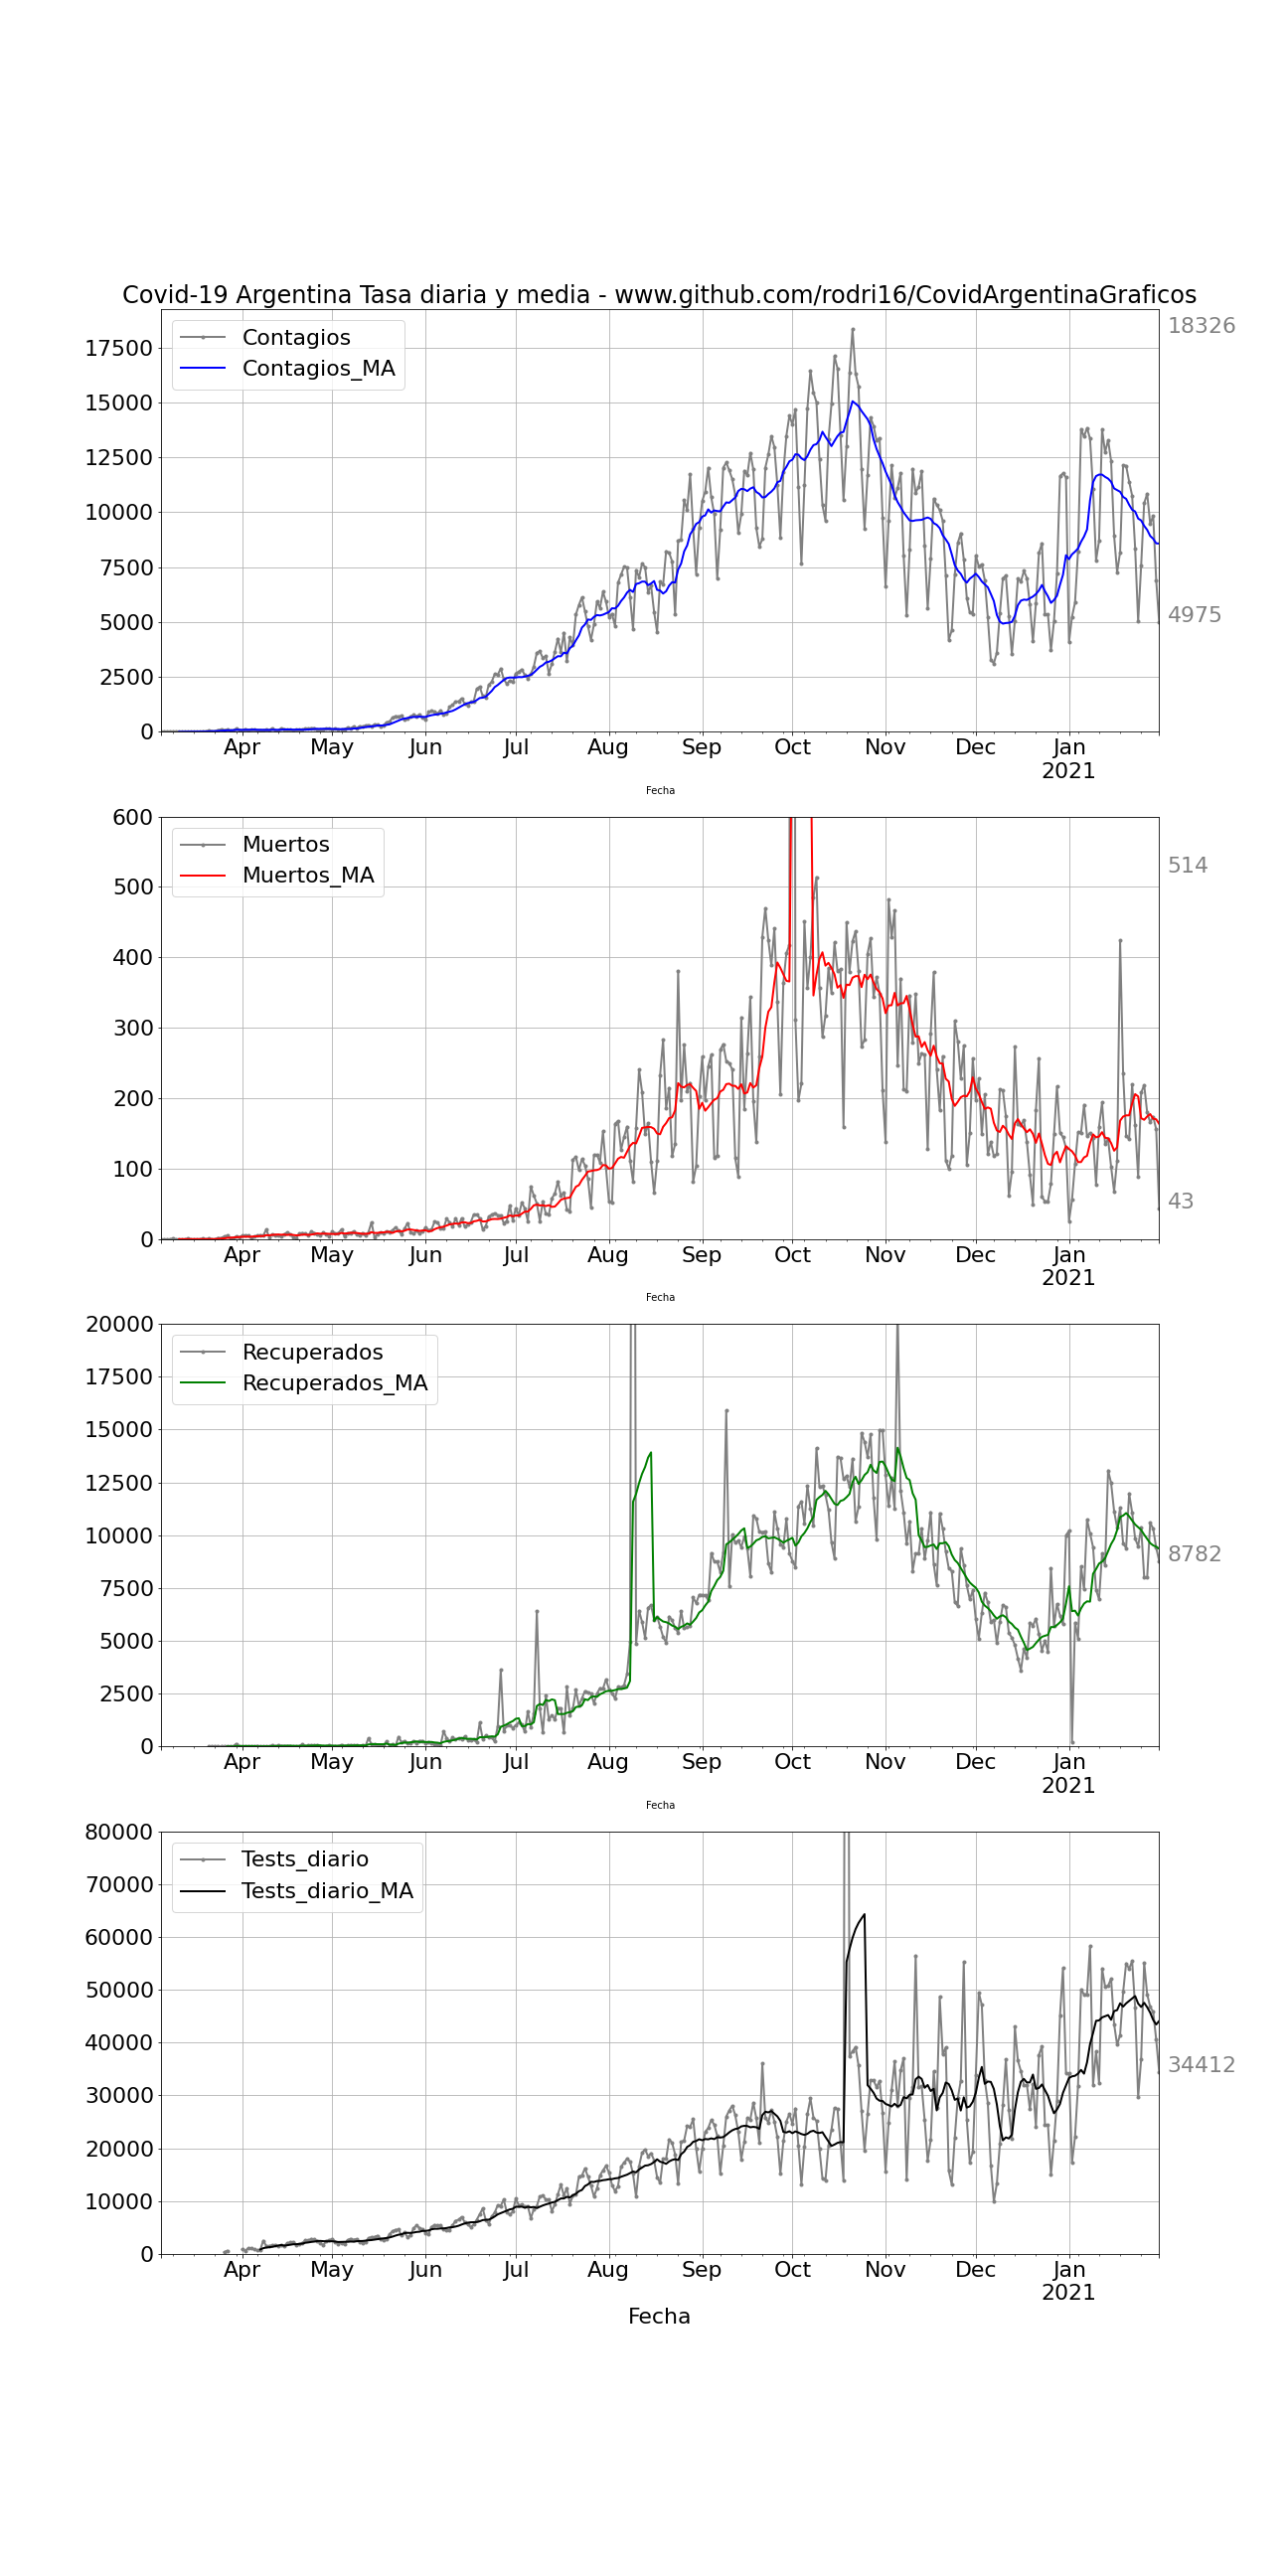 Covid-19 Argentina Tasa diaria y media - www.github.com/rodri16/CovidArgentinaGraficos
18326
Contagios
Contagios_MA
17500
15000
12500
10000
7500
5000
4975
2500
0
Apr May Jun Jul Aug Sep Oct Nov Dec Jan
2021
Fecha
600
Muertos
Muertos_MA
514
500
400
300
200
100
43
0
Apr May Jun Jul Aug Sep Oct Nov Dec Jan
2021
Fecha
20000
Recuperados
Recuperados_MA
17500
15000
12500
10000
8782
7500
5000
2500
0
Apr May Jun Jul Aug Sep Oct Nov Dec Jan
2021
Fecha
80000
Tests_diario
Tests_diario_MA
70000
60000
50000
40000
34412
30000
20000
10000
0
Apr May Jun Jul Aug Sep Oct Nov Dec Jan
2021
Fecha